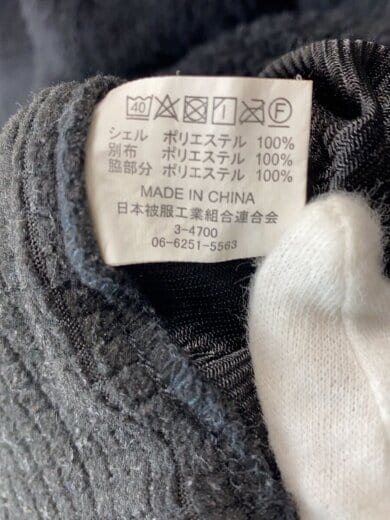 40 F
シェル ポリエステル 100%
別布 ポリエステル 100%
脇部分 ポリエステル 100%
MADE IN CHINA
日本被服工業組合連合会
3-4700
06-6251-5563